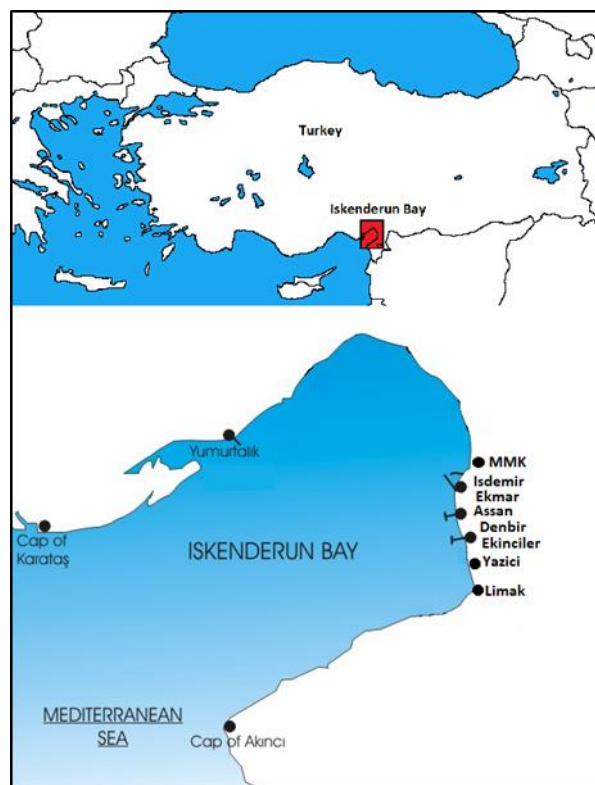 Turkey
Iskenderun Bay
Yumurtalık
MMK
Isdemir
Ekmar
Assan
Denbir
Ekinciler
Cap of
Karataş
ISKENDERUN BAY
Yazici
Limak
MEDITERRANEAN
SEA
Cap of Akıncı